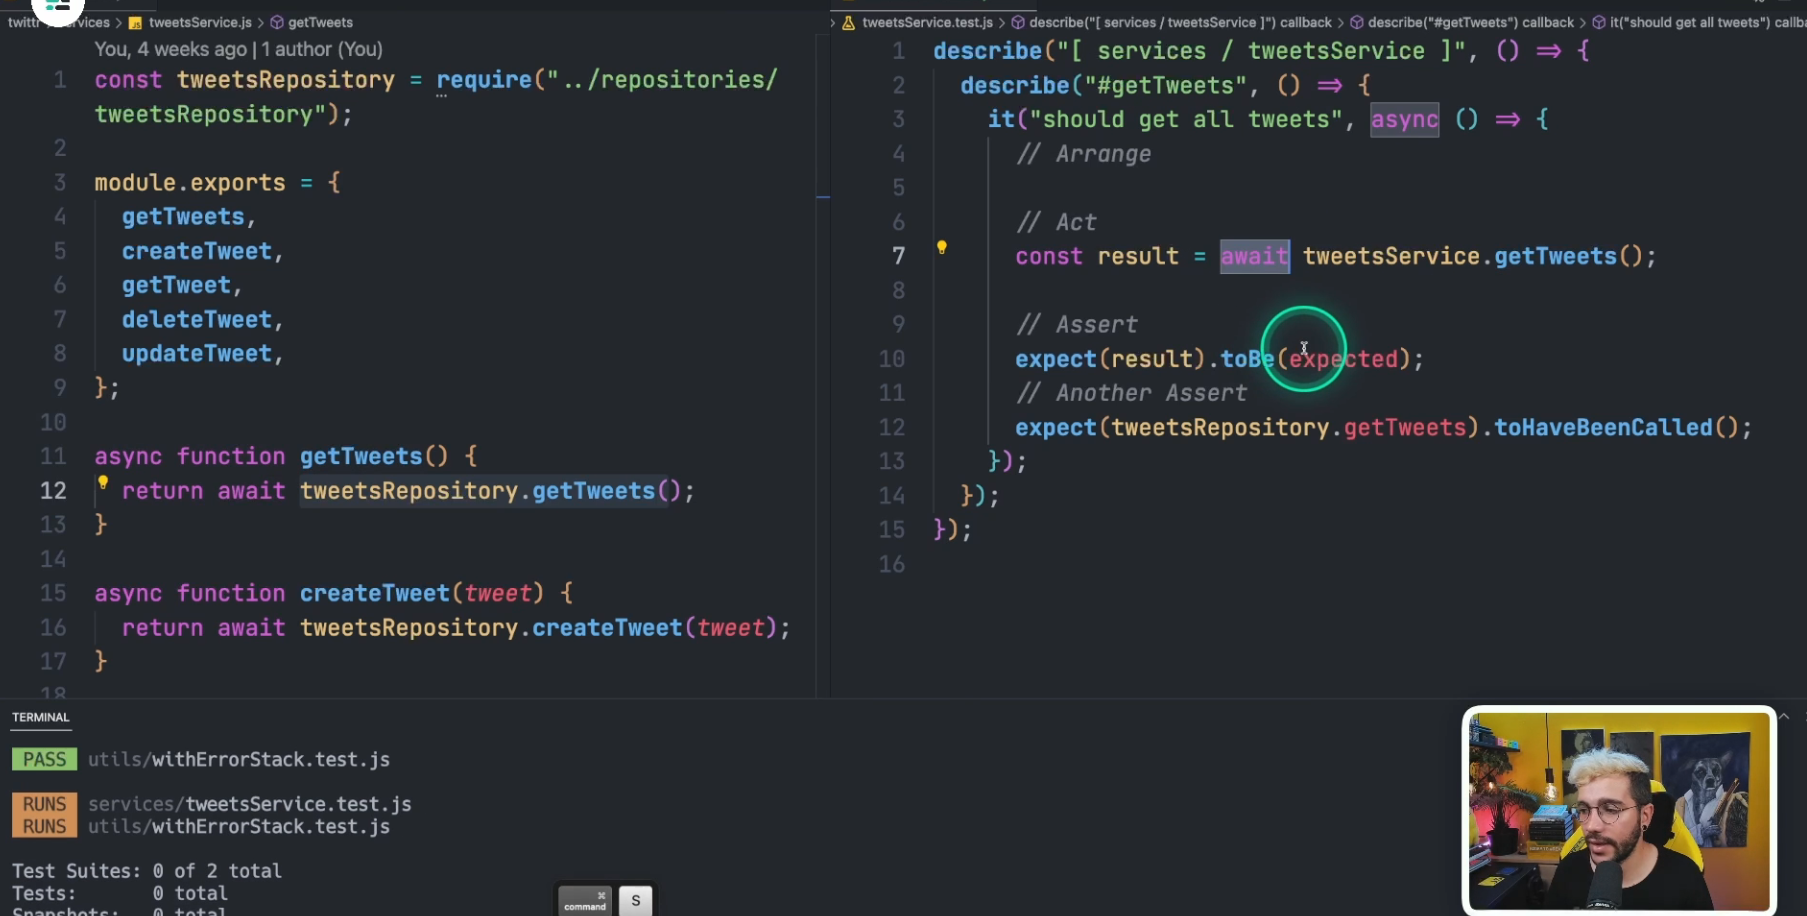 twittr > services > JS tweetsService.js > getTweets
You, 4 weeks ago | 1 author (You)
1 const tweetsRepository = require("../repositories/
tweetsRepository");
2
3 module.exports = {
4 getTweets,
5 createTweet,
6 getTweet,
7 deleteTweet,
8 updateTweet,
9 };
10
11 async function getTweets() {
12 return await tweetsRepository.getTweets();
13 }
14
15 async function createTweet(tweet) {
16 return await tweetsRepository.createTweet(tweet);
17 }
18
> tweetsService.test.js > describe("[ services / tweetsService ]") callback > describe("#getTweets") callback > it("should get all tweets") callba
1 describe("[ services / tweetsService ]", () => {
2 describe("#getTweets", () => {
3 it("should get all tweets", async () => {
4 // Arrange
5
6 // Act
7 const result = await tweetsService.getTweets();
8
9 // Assert
10 expect(result).toBe(expected);
11 // Another Assert
12 expect(tweetsRepository.getTweets).toHaveBeenCalled();
13 });
14 });
15 });
16
TERMINAL
PASS utils/withErrorStack.test.js
RUNS services/tweetsService.test.js
RUNS utils/withErrorStack.test.js
Test Suites: 0 of 2 total
Tests: 0 total
Snapshots: 0 total
⌘ command S